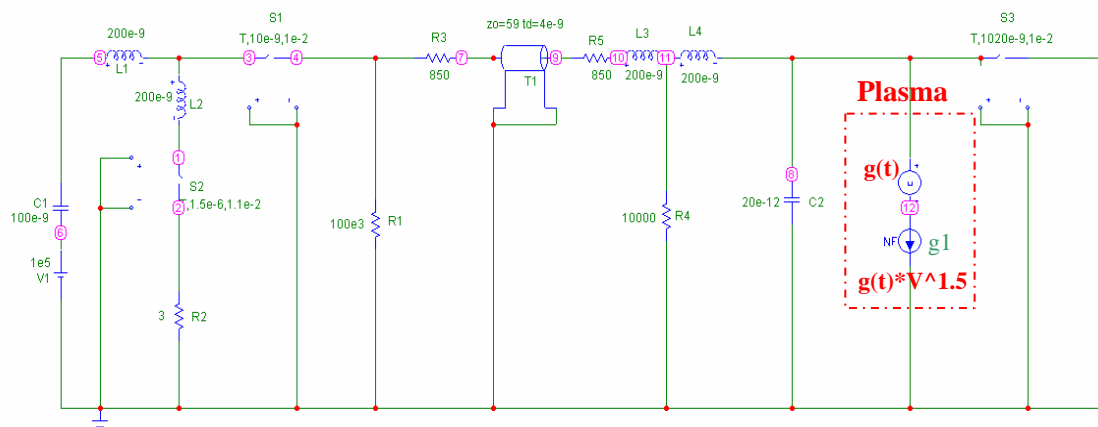 S1
T,10e-9,1e-2
3
4
200e-9
5
L1
200e-9
L2
1
S2
T,1.5e-6,1.1e-2
2
C1
100e-9
6
1e5
V1
3
R2
100e3
R1
R3
850
7
zo=59 td=4e-9
T1
9
R5
850
10
L3
200e-9
11
L4
200e-9
10000
R4
8
20e-12
C2
Plasma
g(t)
u
12
NF
g1
g(t)*V^1.5
S3
T,1020e-9,1e-2